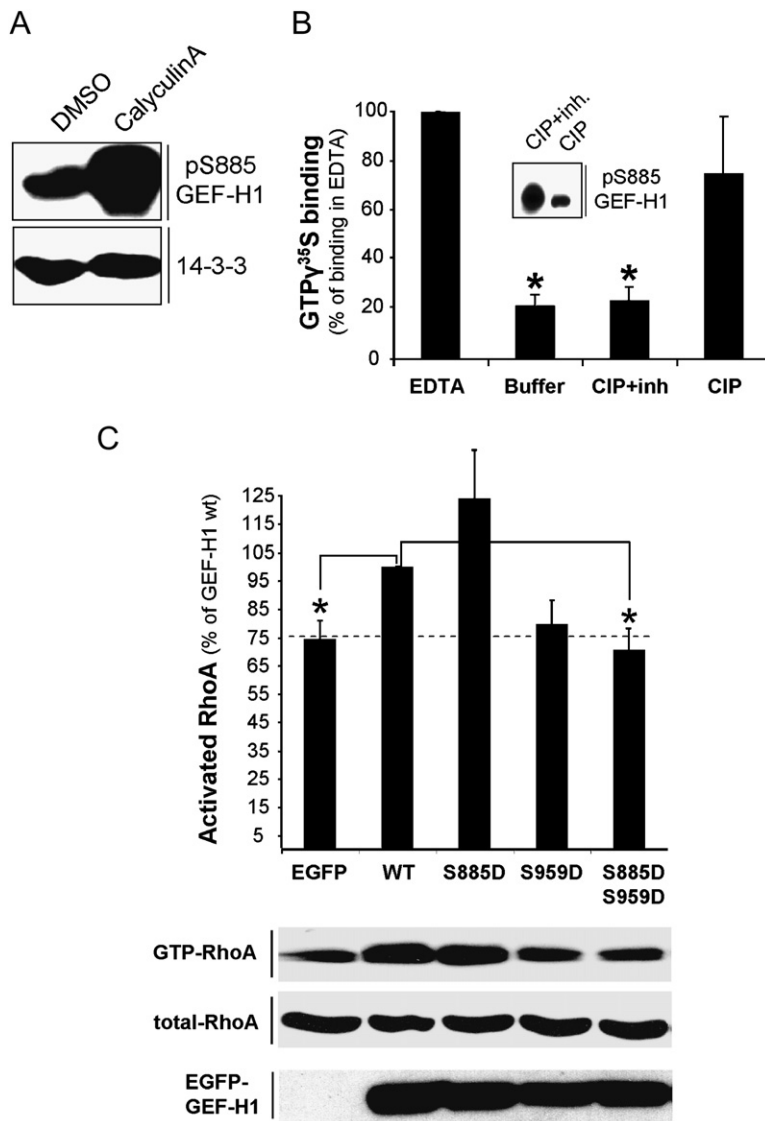 A
DMSO
CalyculinA
pS885
GEF-H1
14-3-3
B
GTPγ³⁵S binding
(% of binding in EDTA)
100
80
60
40
20
0
CIP+inh.
CIP
pS885
GEF-H1
*
*
EDTA
Buffer
CIP+inh
CIP
C
Activated RhoA (% of GEF-H1 wt)
125
115
105
95
85
75
65
55
45
35
25
15
5
*
*
EGFP
WT
S885D
S959D
S885D
S959D
GTP-RhoA
total-RhoA
EGFP-
GEF-H1